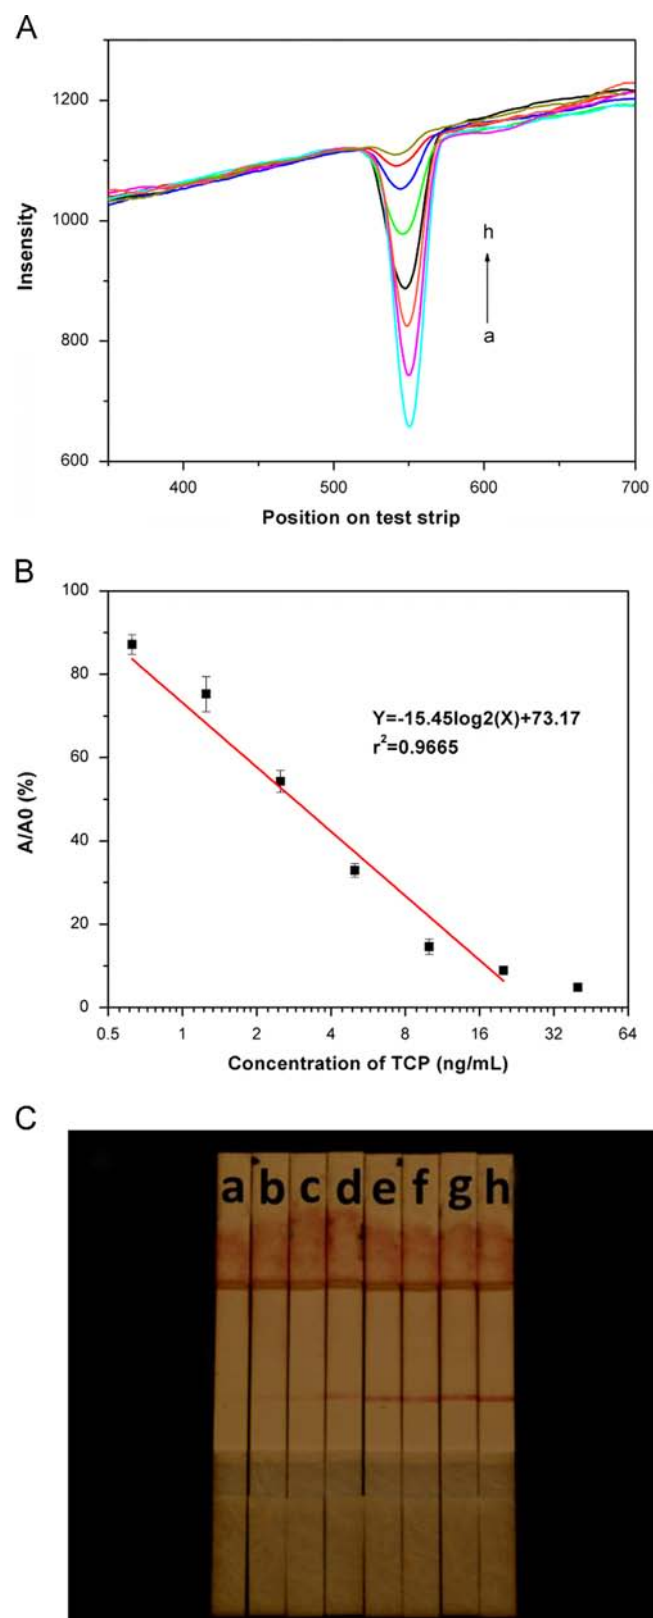 A
1200
1000
800
600
Insensity
h
a
400
500
600
700
Position on test strip
B
100
80
60
40
20
0
A/A0 (%)
Y=-15.45log2(X)+73.17
r²=0.9665
0.5
1
2
4
8
16
32
64
Concentration of TCP (ng/mL)
C
a b c d e f g h